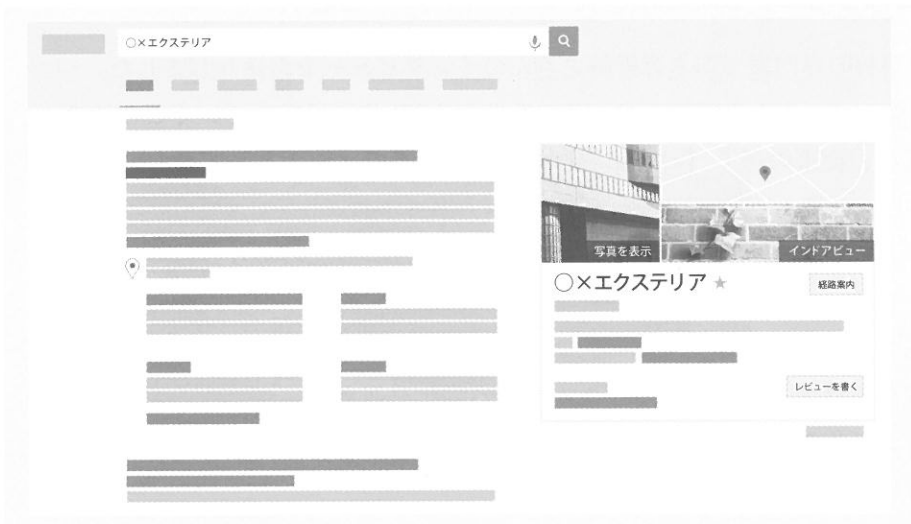 ○×エクステリア
写真を表示
インドアビュー
○×エクステリア
経路案内
レビューを書く